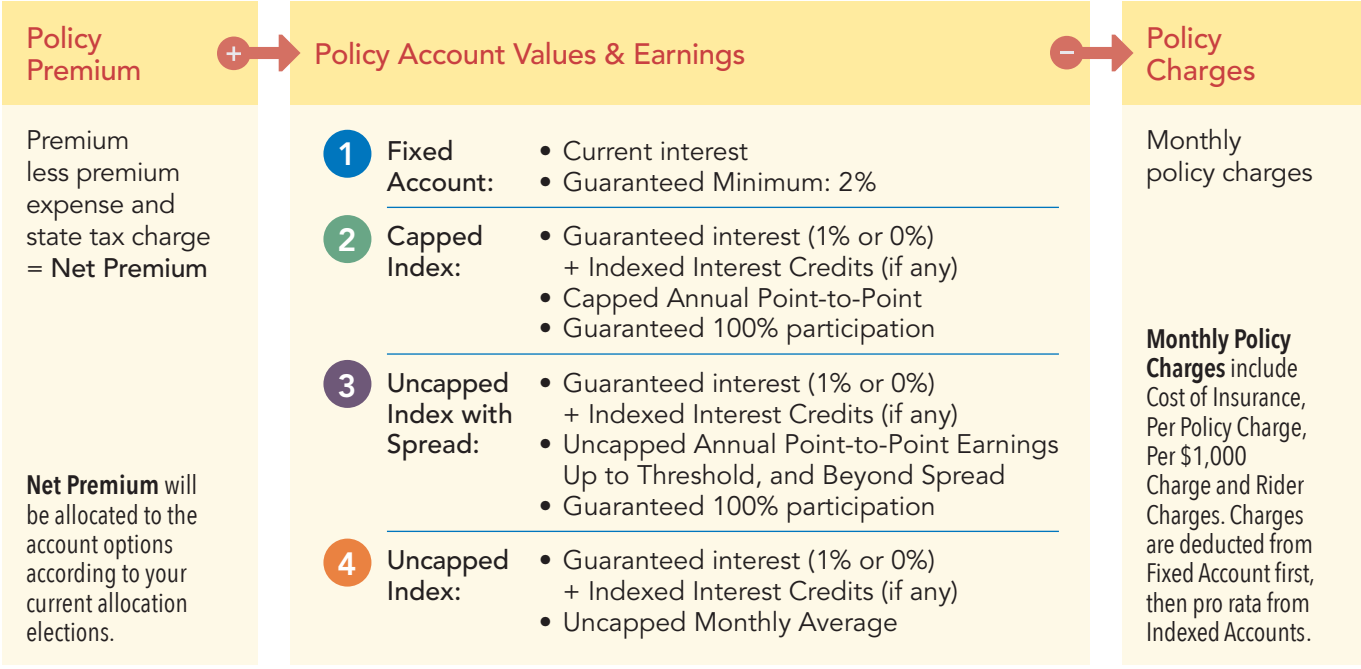 Policy
Premium
+
Policy Account Values & Earnings
–
Policy
Charges
Premium
less premium
expense and
state tax charge
= Net Premium
Net Premium will
be allocated to the
account options
according to your
current allocation
elections.
1
Fixed
Account:
• Current interest
• Guaranteed Minimum: 2%
2
Capped
Index:
• Guaranteed interest (1% or 0%)
+ Indexed Interest Credits (if any)
• Capped Annual Point-to-Point
• Guaranteed 100% participation
3
Uncapped
Index with
Spread:
• Guaranteed interest (1% or 0%)
+ Indexed Interest Credits (if any)
• Uncapped Annual Point-to-Point Earnings
Up to Threshold, and Beyond Spread
• Guaranteed 100% participation
4
Uncapped
Index:
• Guaranteed interest (1% or 0%)
+ Indexed Interest Credits (if any)
• Uncapped Monthly Average
Monthly
policy charges
Monthly Policy
Charges include
Cost of Insurance,
Per Policy Charge,
Per $1,000
Charge and Rider
Charges. Charges
are deducted from
Fixed Account first,
then pro rata from
Indexed Accounts.